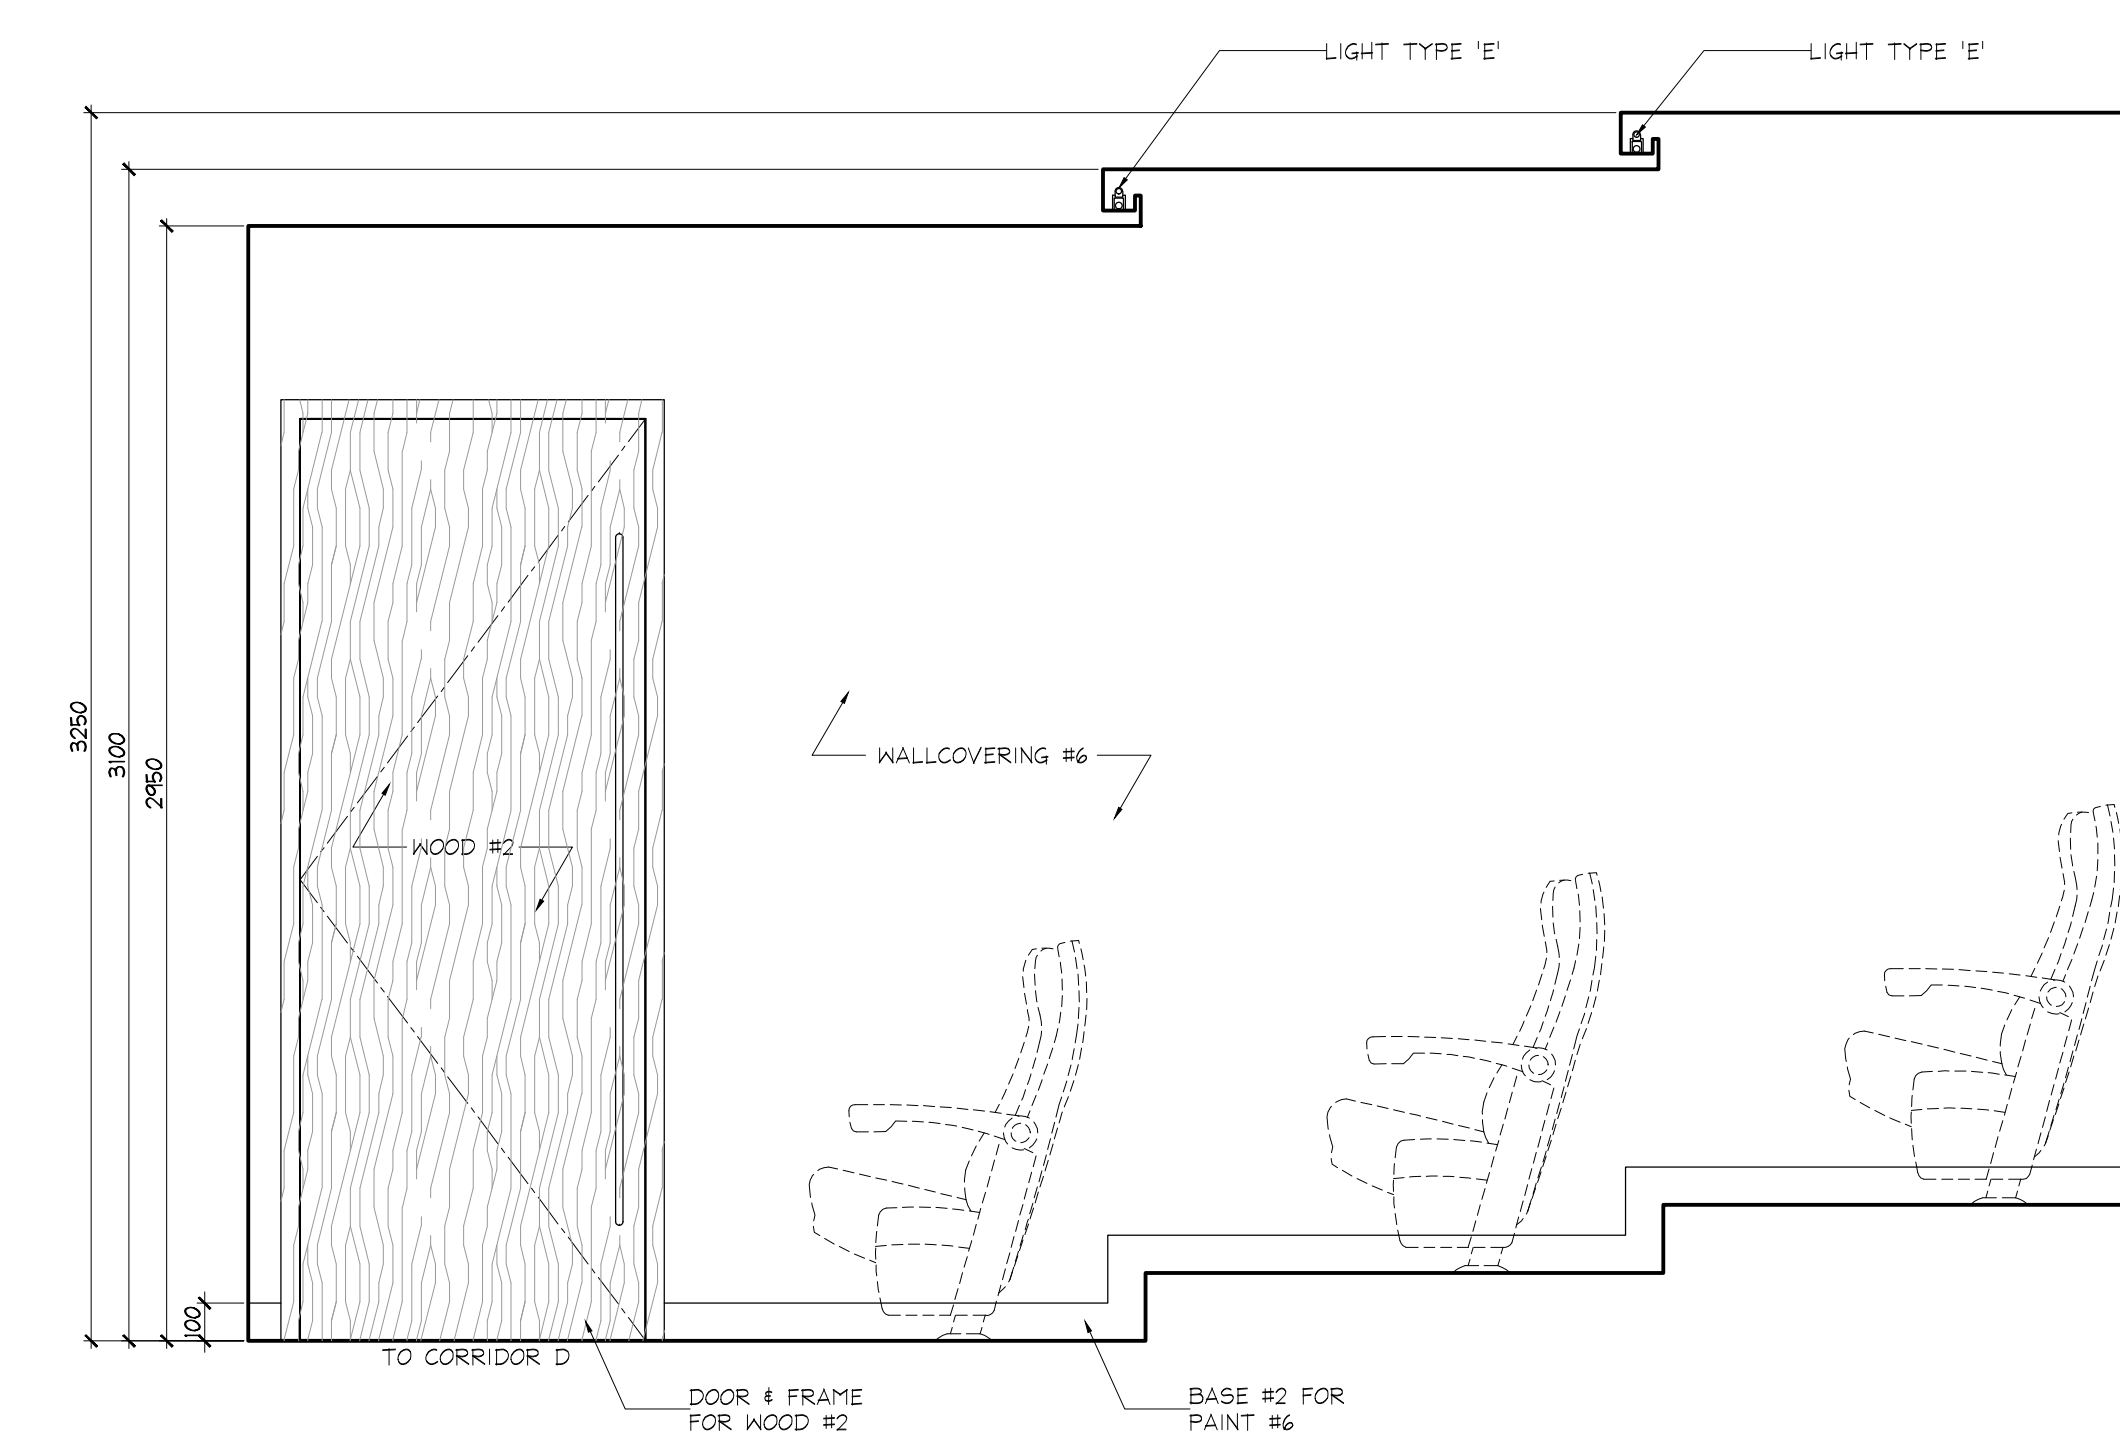 LIGHT TYPE 'E'
LIGHT TYPE 'E'
3250
3100
2950
WALLCOVERING #6
WOOD #2
100
TO CORRIDOR D
DOOR & FRAME
FOR WOOD #2
BASE #2 FOR
PAINT #6